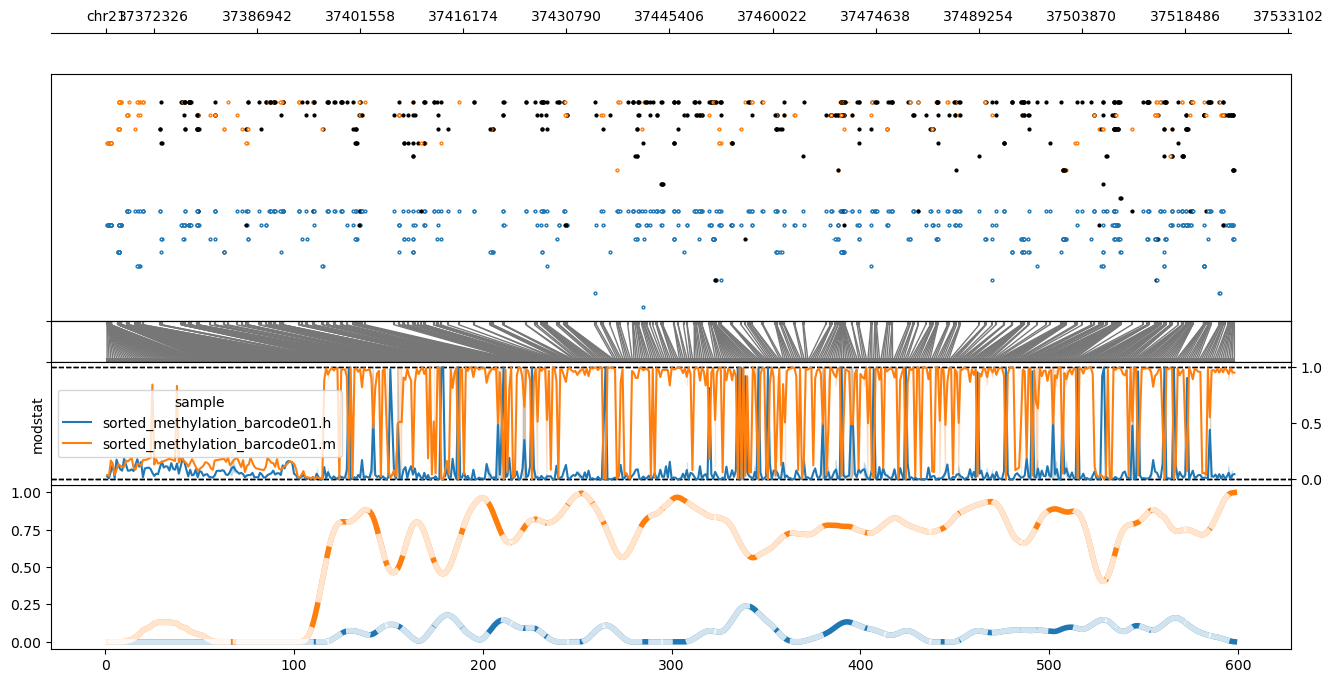 chr21 37372326 37386942 37401558 37416174 37430790 37445406 37460022 37474638 37489254 37503870 37518486 37533102
modstat
sample
sorted_methylation_barcode01.h
sorted_methylation_barcode01.m
1.0
0.5
0.0
1.00
0.75
0.50
0.25
0.00
0 100 200 300 400 500 600